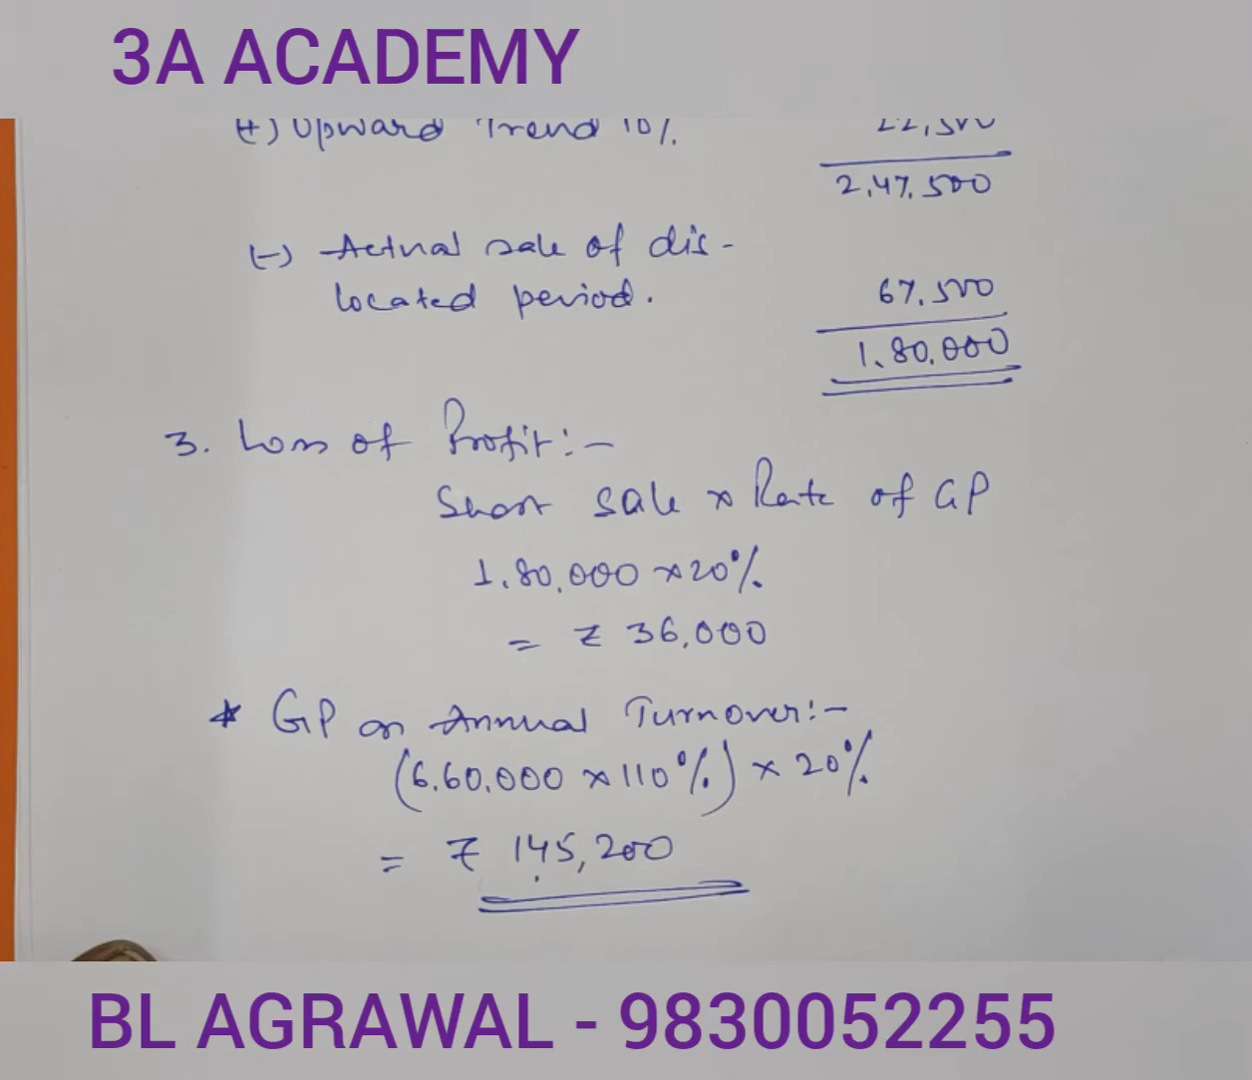 3A ACADEMY
(+) Upward Trend 10%. 22,500
2,47,500
(-) Actual sale of dis-
located period. 67,500
1,80,000
3. Loss of Profit:-
Short sale × Rate of GP
1,80,000 × 20%
= ₹ 36,000
* GP on Annual Turnover:-
(6,60,000 × 110%) × 20%
= ₹ 145,200
BL AGRAWAL - 9830052255